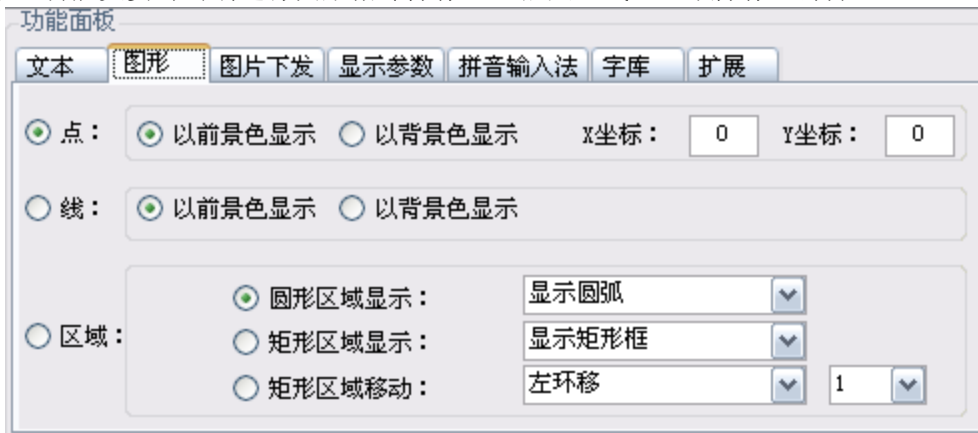 功能面板
文本 图形 图片下发 显示参数 拼音输入法 字库 扩展
点： 以前景色显示 以背景色显示 X坐标： 0 Y坐标： 0
线： 以前景色显示 以背景色显示
圆形区域显示： 显示圆弧
区域： 矩形区域显示： 显示矩形框
矩形区域移动： 左环移 1